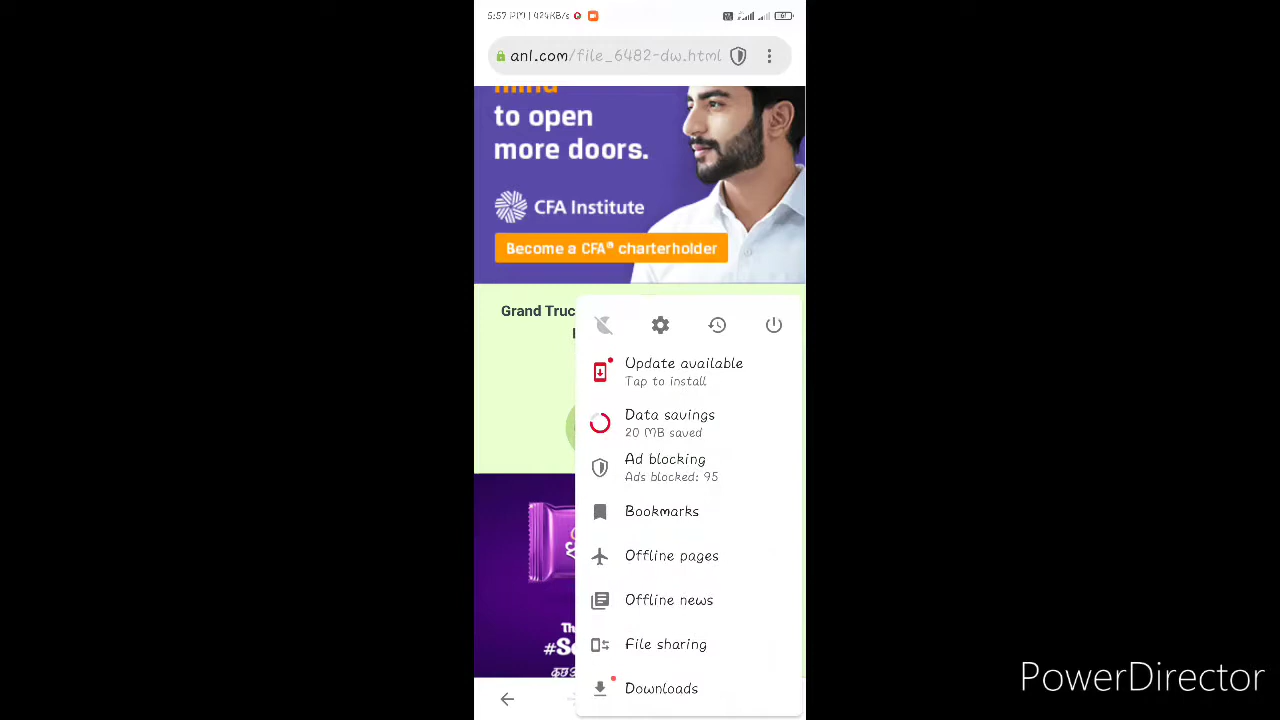 5:57 PM | 424KB/s
an1.com/file_6482-dw.html
mind
to open
more doors.
CFA Institute
Become a CFA® charterholder
Grand Truc
Update available
Tap to install
Data savings
20 MB saved
Ad blocking
Ads blocked: 95
Bookmarks
Offline pages
Offline news
File sharing
Downloads
PowerDirector